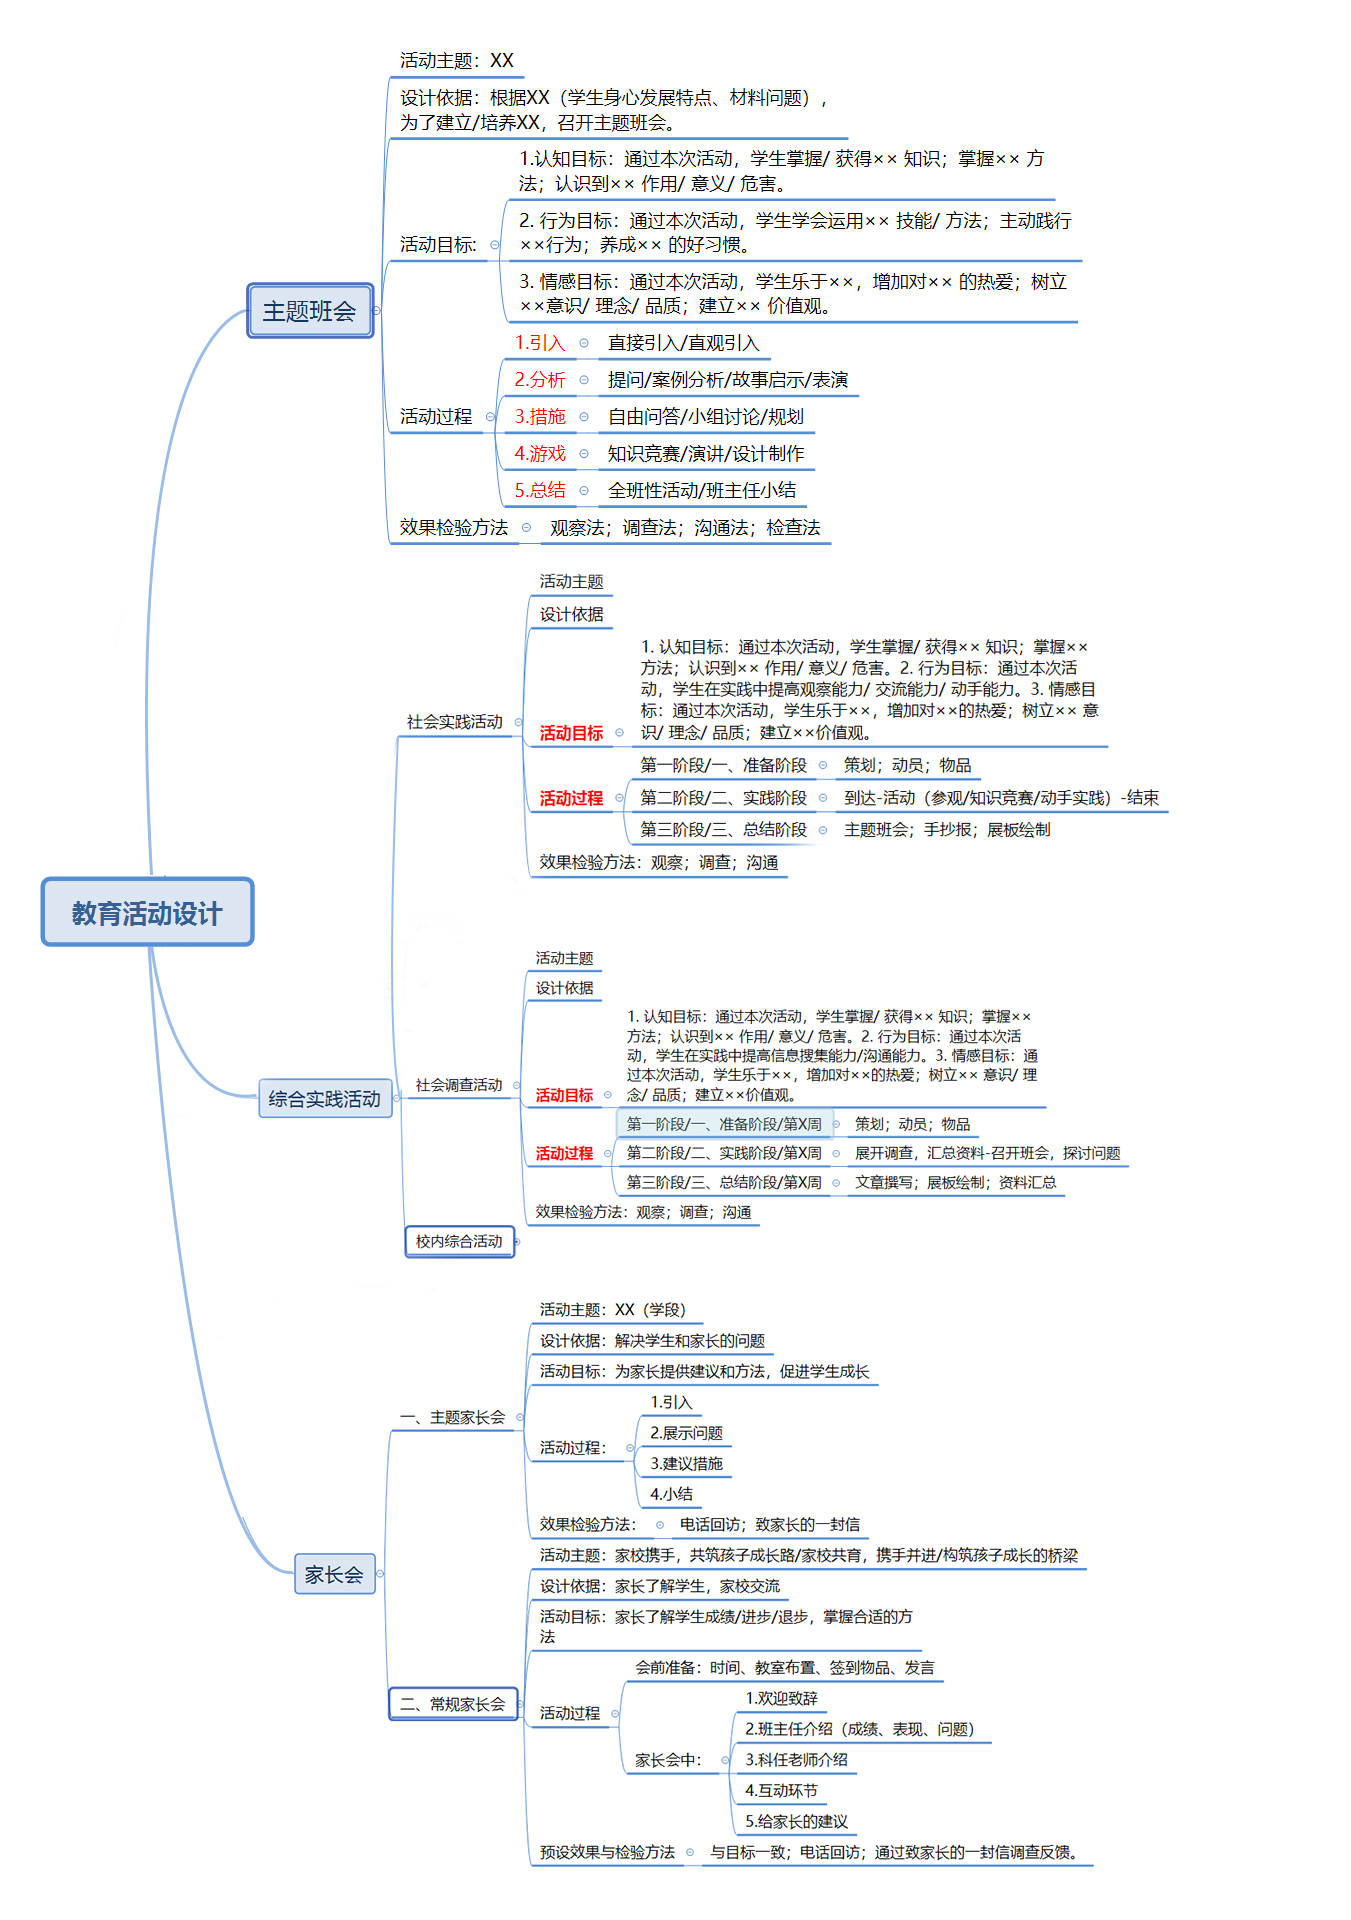 活动主题：XX
设计依据：根据XX（学生身心发展特点、材料问题），
为了建立/培养XX，召开主题班会。
1.认知目标：通过本次活动，学生掌握/ 获得×× 知识；掌握×× 方
法；认识到×× 作用/ 意义/ 危害。
活动目标:
2. 行为目标：通过本次活动，学生学会运用×× 技能/ 方法；主动践行
××行为；养成×× 的好习惯。
3. 情感目标：通过本次活动，学生乐于××，增加对×× 的热爱；树立
××意识/ 理念/ 品质；建立×× 价值观。
主题班会
1.引入 直接引入/直观引入
2.分析 提问/案例分析/故事启示/表演
活动过程
3.措施 自由问答/小组讨论/规划
4.游戏 知识竞赛/演讲/设计制作
5.总结 全班性活动/班主任小结
效果检验方法 观察法；调查法；沟通法；检查法
活动主题
设计依据
1. 认知目标：通过本次活动，学生掌握/ 获得×× 知识；掌握××
方法；认识到×× 作用/ 意义/ 危害。2. 行为目标：通过本次活
动，学生在实践中提高观察能力/ 交流能力/ 动手能力。3. 情感目
标：通过本次活动，学生乐于××，增加对××的热爱；树立×× 意
识/ 理念/ 品质；建立××价值观。
社会实践活动
活动目标
第一阶段/一、准备阶段 策划；动员；物品
活动过程
第二阶段/二、实践阶段 到达-活动（参观/知识竞赛/动手实践）-结束
第三阶段/三、总结阶段 主题班会；手抄报；展板绘制
效果检验方法：观察；调查；沟通
教育活动设计
活动主题
设计依据
1. 认知目标：通过本次活动，学生掌握/ 获得×× 知识；掌握××
方法；认识到×× 作用/ 意义/ 危害。2. 行为目标：通过本次活
动，学生在实践中提高信息搜集能力/沟通能力。3. 情感目标：通
过本次活动，学生乐于××，增加对××的热爱；树立×× 意识/ 理
念/ 品质；建立××价值观。
社会调查活动
活动目标
综合实践活动
第一阶段/一、准备阶段/第X周 策划；动员；物品
活动过程
第二阶段/二、实践阶段/第X周 展开调查，汇总资料-召开班会，探讨问题
第三阶段/三、总结阶段/第X周 文章撰写；展板绘制；资料汇总
效果检验方法：观察；调查；沟通
校内综合活动
活动主题：XX（学段）
设计依据：解决学生和家长的问题
活动目标：为家长提供建议和方法，促进学生成长
一、主题家长会
1.引入
2.展示问题
活动过程：
3.建议措施
4.小结
效果检验方法： 电话回访；致家长的一封信
家长会
活动主题：家校携手，共筑孩子成长路/家校共育，携手并进/构筑孩子成长的桥梁
设计依据：家长了解学生，家校交流
活动目标：家长了解学生成绩/进步/退步，掌握合适的方
法
二、常规家长会
会前准备：时间、教室布置、签到物品、发言
活动过程
1.欢迎致辞
2.班主任介绍（成绩、表现、问题）
家长会中：
3.科任老师介绍
4.互动环节
5.给家长的建议
预设效果与检验方法 与目标一致；电话回访；通过致家长的一封信调查反馈。